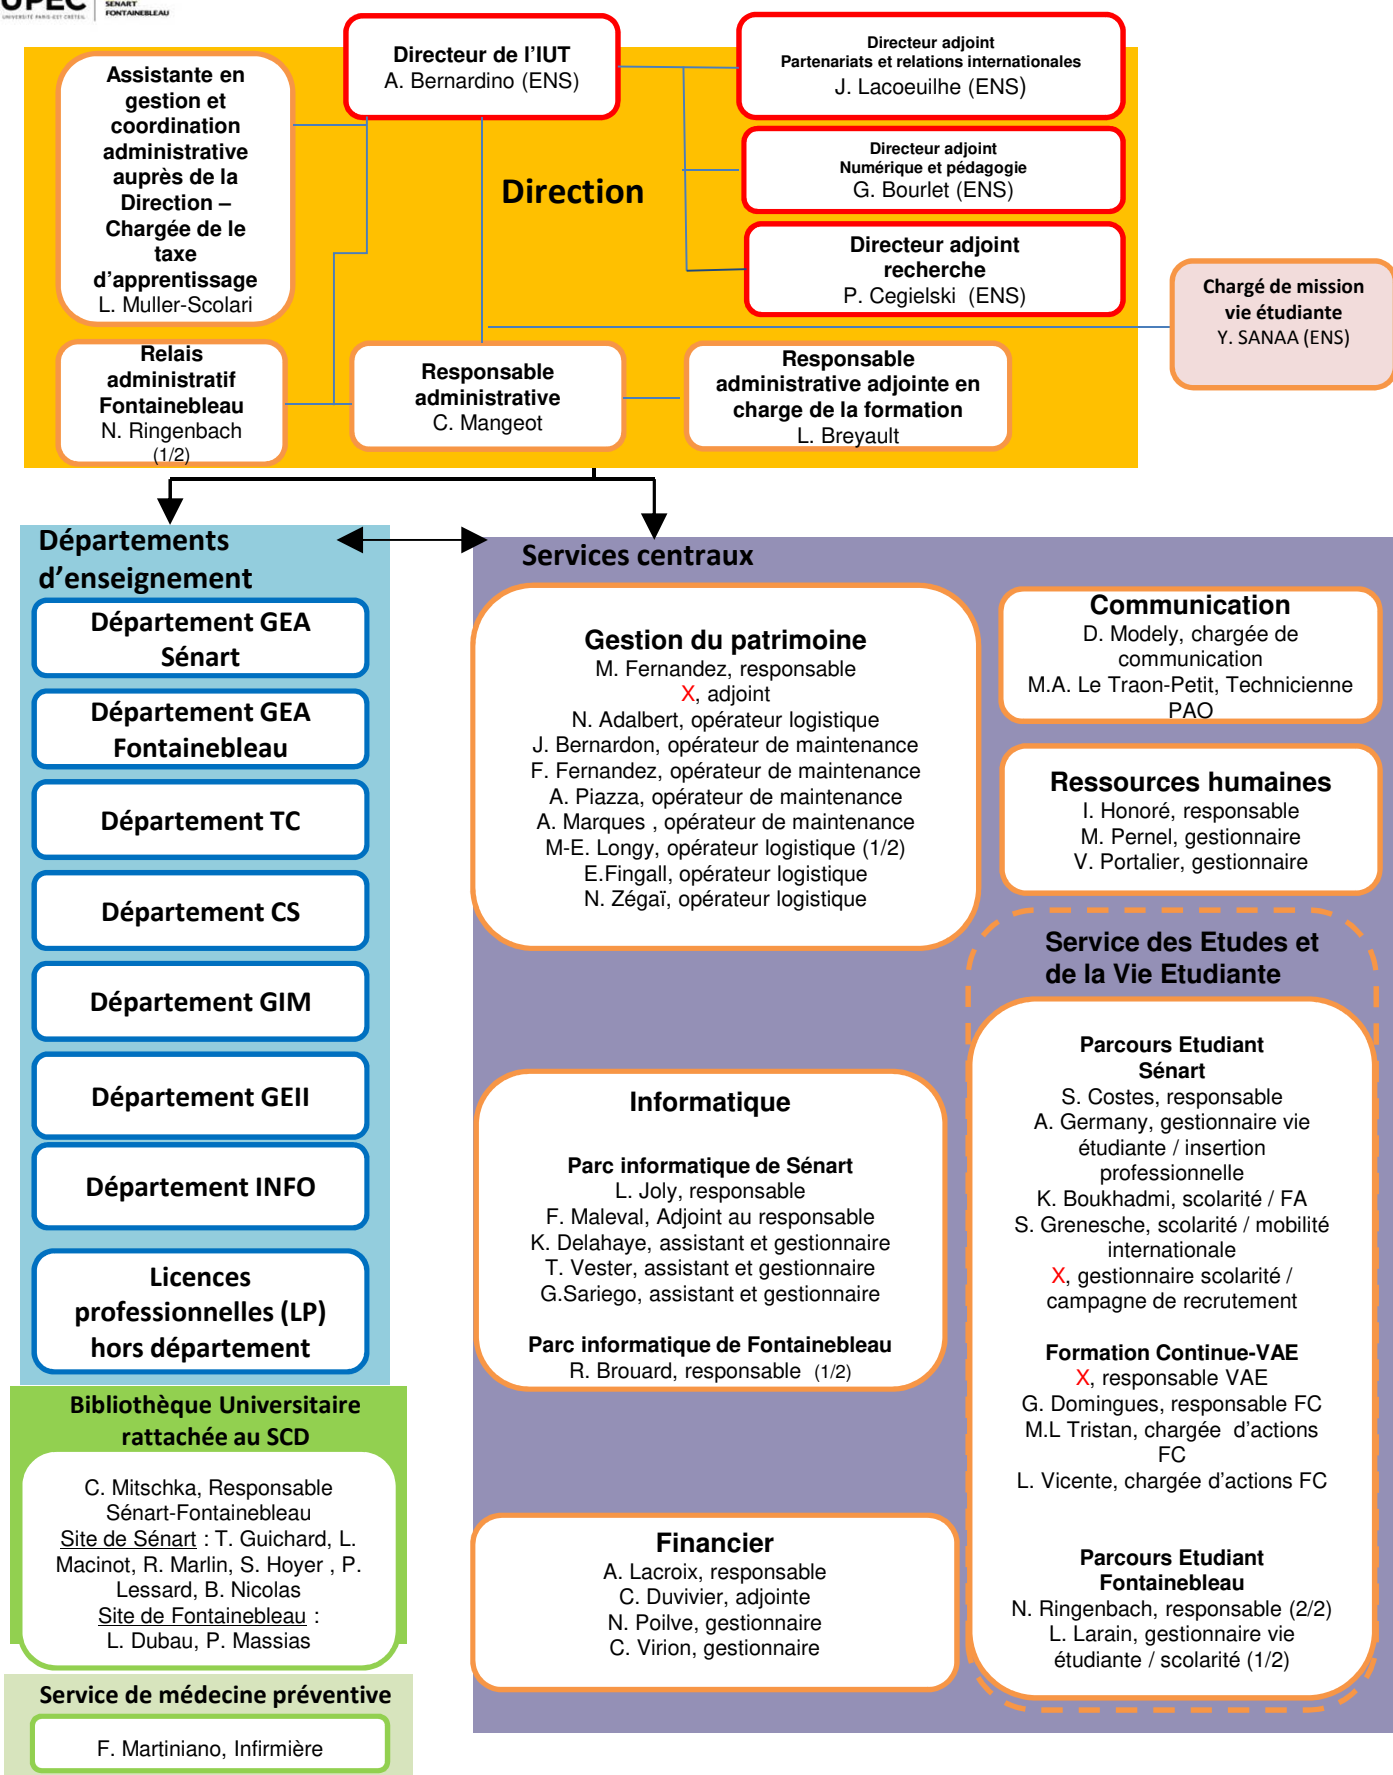 UPEC
UNIVERSITÉ PARIS-EST CRÉTEIL
SENART
FONTAINEBLEAU
Directeur de l'IUT
A. Bernardino (ENS)
Directeur adjoint
Partenariats et relations internationales
J. Lacoeuilhe (ENS)
Assistante en
gestion et
coordination
administrative
auprès de la
Direction –
Chargée de le
taxe
d'apprentissage
L. Muller-Scolari
Directeur adjoint
Numérique et pédagogie
G. Bourlet (ENS)
Direction
Directeur adjoint
recherche
P. Cegielski (ENS)
Chargé de mission
vie étudiante
Y. SANAA (ENS)
Relais
administratif
Fontainebleau
N. Ringenbach
(1/2)
Responsable
administrative
C. Mangeot
Responsable
administrative adjointe en
charge de la formation
L. Breyault
Départements
d'enseignement
Département GEA
Sénart
Département GEA
Fontainebleau
Département TC
Département CS
Département GIM
Département GEII
Département INFO
Licences
professionnelles (LP)
hors département
Bibliothèque Universitaire
rattachée au SCD
C. Mitschka, Responsable
Sénart-Fontainebleau
Site de Sénart : T. Guichard, L.
Macinot, R. Marlin, S. Hoyer , P.
Lessard, B. Nicolas
Site de Fontainebleau :
L. Dubau, P. Massias
Service de médecine préventive
F. Martiniano, Infirmière
Services centraux
Gestion du patrimoine
M. Fernandez, responsable
X, adjoint
N. Adalbert, opérateur logistique
J. Bernardon, opérateur de maintenance
F. Fernandez, opérateur de maintenance
A. Piazza, opérateur de maintenance
A. Marques , opérateur de maintenance
M-E. Longy, opérateur logistique (1/2)
E.Fingall, opérateur logistique
N. Zégaï, opérateur logistique
Informatique
Parc informatique de Sénart
L. Joly, responsable
F. Maleval, Adjoint au responsable
K. Delahaye, assistant et gestionnaire
T. Vester, assistant et gestionnaire
G.Sariego, assistant et gestionnaire
Parc informatique de Fontainebleau
R. Brouard, responsable (1/2)
Financier
A. Lacroix, responsable
C. Duvivier, adjointe
N. Poilve, gestionnaire
C. Virion, gestionnaire
Communication
D. Modely, chargée de
communication
M.A. Le Traon-Petit, Technicienne
PAO
Ressources humaines
I. Honoré, responsable
M. Pernel, gestionnaire
V. Portalier, gestionnaire
Service des Etudes et
de la Vie Etudiante
Parcours Etudiant
Sénart
S. Costes, responsable
A. Germany, gestionnaire vie
étudiante / insertion
professionnelle
K. Boukhadmi, scolarité / FA
S. Grenesche, scolarité / mobilité
internationale
X, gestionnaire scolarité /
campagne de recrutement
Formation Continue-VAE
X, responsable VAE
G. Domingues, responsable FC
M.L Tristan, chargée d'actions
FC
L. Vicente, chargée d'actions FC
Parcours Etudiant
Fontainebleau
N. Ringenbach, responsable (2/2)
L. Larain, gestionnaire vie
étudiante / scolarité (1/2)